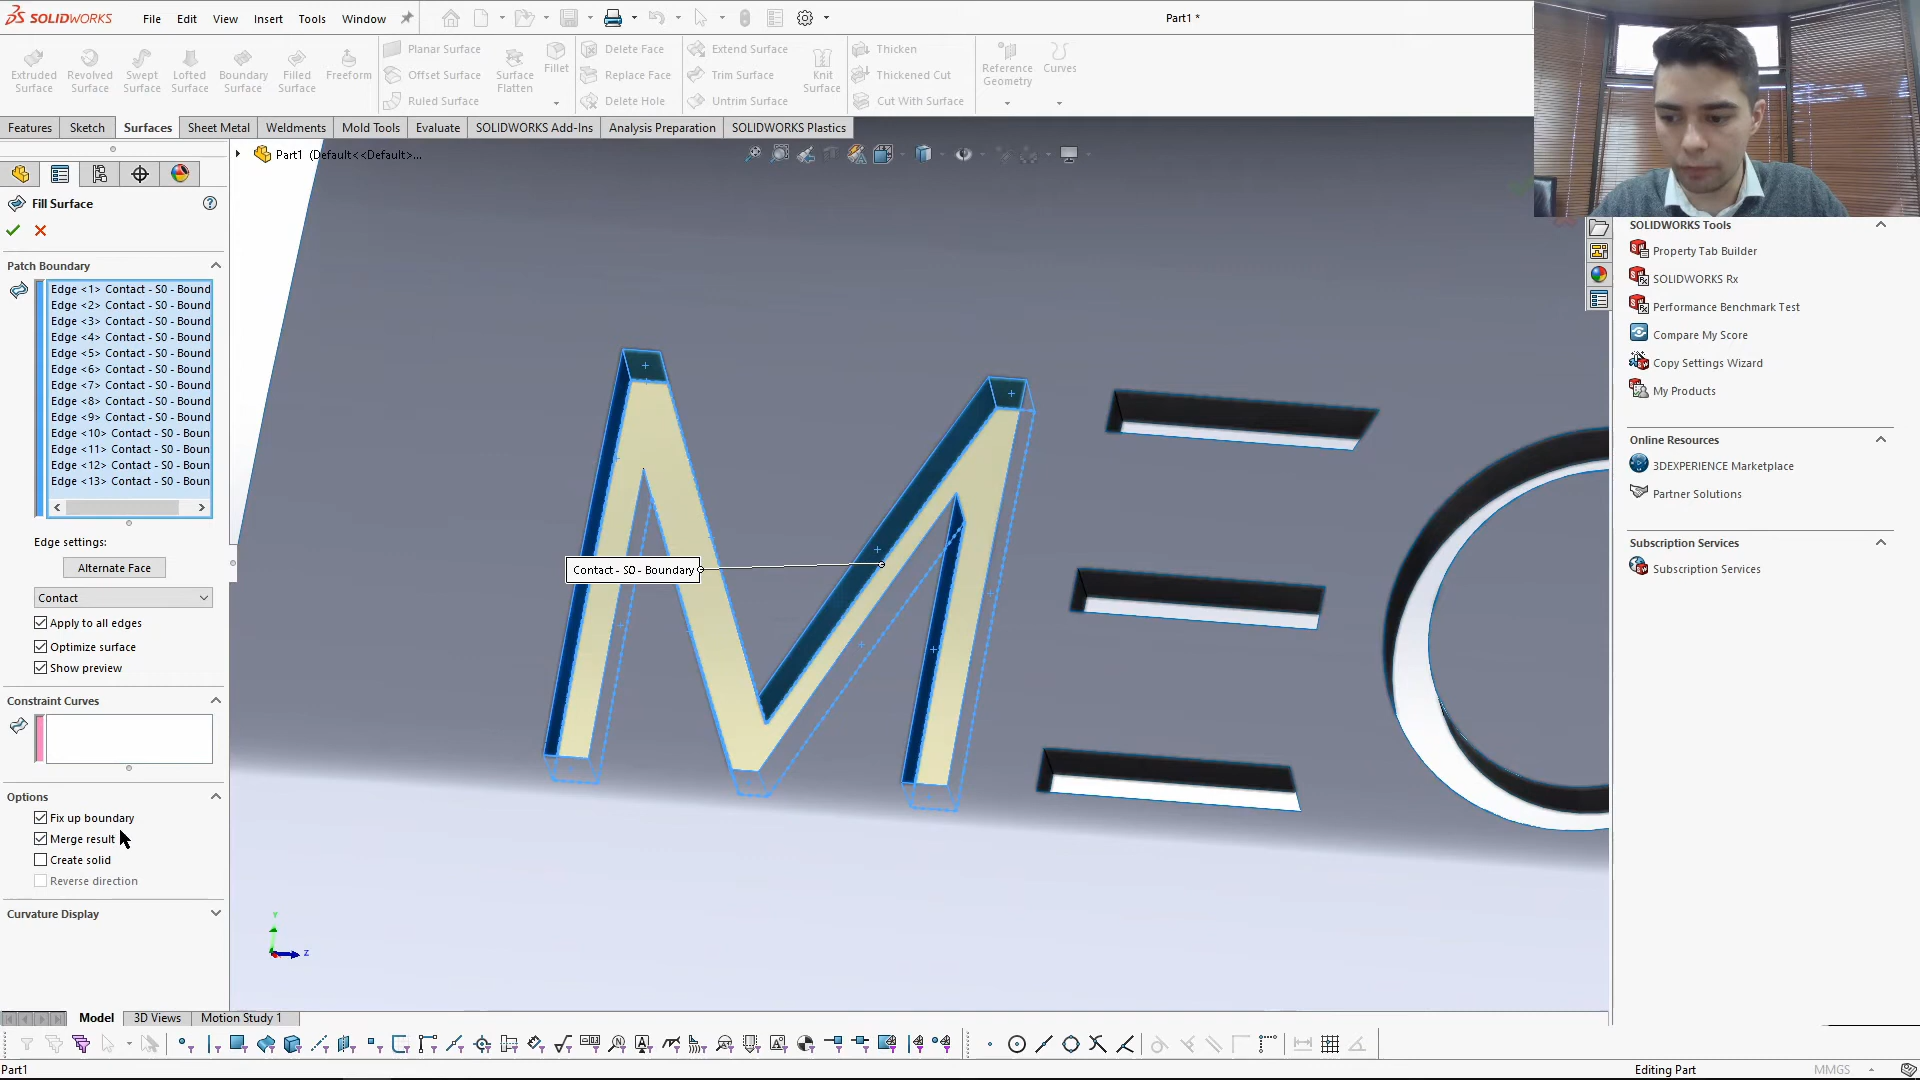 SOLIDWORKS File Edit View Insert Tools Window Part1 *
Extruded Surface
Revolved Surface
Swept Surface
Lofted Surface
Boundary Surface
Filled Surface
Freeform
Planar Surface
Offset Surface
Ruled Surface
Surface Flatten
Fillet
Delete Face
Replace Face
Delete Hole
Extend Surface
Trim Surface
Untrim Surface
Knit Surface
Thicken
Thickened Cut
Cut With Surface
Reference Geometry
Curves
Features Sketch Surfaces Sheet Metal Weldments Mold Tools Evaluate SOLIDWORKS Add-Ins Analysis Preparation SOLIDWORKS Plastics
Part1 (Default<<Default>...
Fill Surface
Patch Boundary
Edge <1> Contact - S0 - Bound
Edge <2> Contact - S0 - Bound
Edge <3> Contact - S0 - Bound
Edge <4> Contact - S0 - Bound
Edge <5> Contact - S0 - Bound
Edge <6> Contact - S0 - Bound
Edge <7> Contact - S0 - Bound
Edge <8> Contact - S0 - Bound
Edge <9> Contact - S0 - Bound
Edge <10> Contact - S0 - Boun
Edge <11> Contact - S0 - Boun
Edge <12> Contact - S0 - Boun
Edge <13> Contact - S0 - Boun
Edge settings:
Alternate Face
Contact
Apply to all edges
Optimize surface
Show preview
Constraint Curves
Options
Fix up boundary
Merge result
Create solid
Reverse direction
Curvature Display
Contact - S0 - Boundary
Y
Z
SOLIDWORKS Tools
Property Tab Builder
SOLIDWORKS Rx
Performance Benchmark Test
Compare My Score
Copy Settings Wizard
My Products
Online Resources
3DEXPERIENCE Marketplace
Partner Solutions
Subscription Services
Subscription Services
Model 3D Views Motion Study 1
Part1 Editing Part MMGS